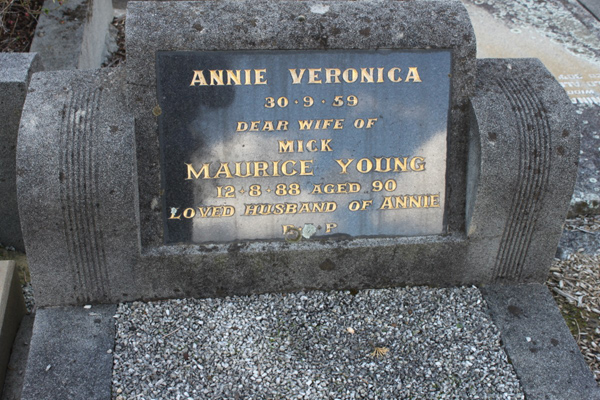 ANNIE VERONICA
30·9·59
DEAR WIFE OF
MICK
MAURICE YOUNG
12·8·88 AGED 90
LOVED HUSBAND OF ANNIE